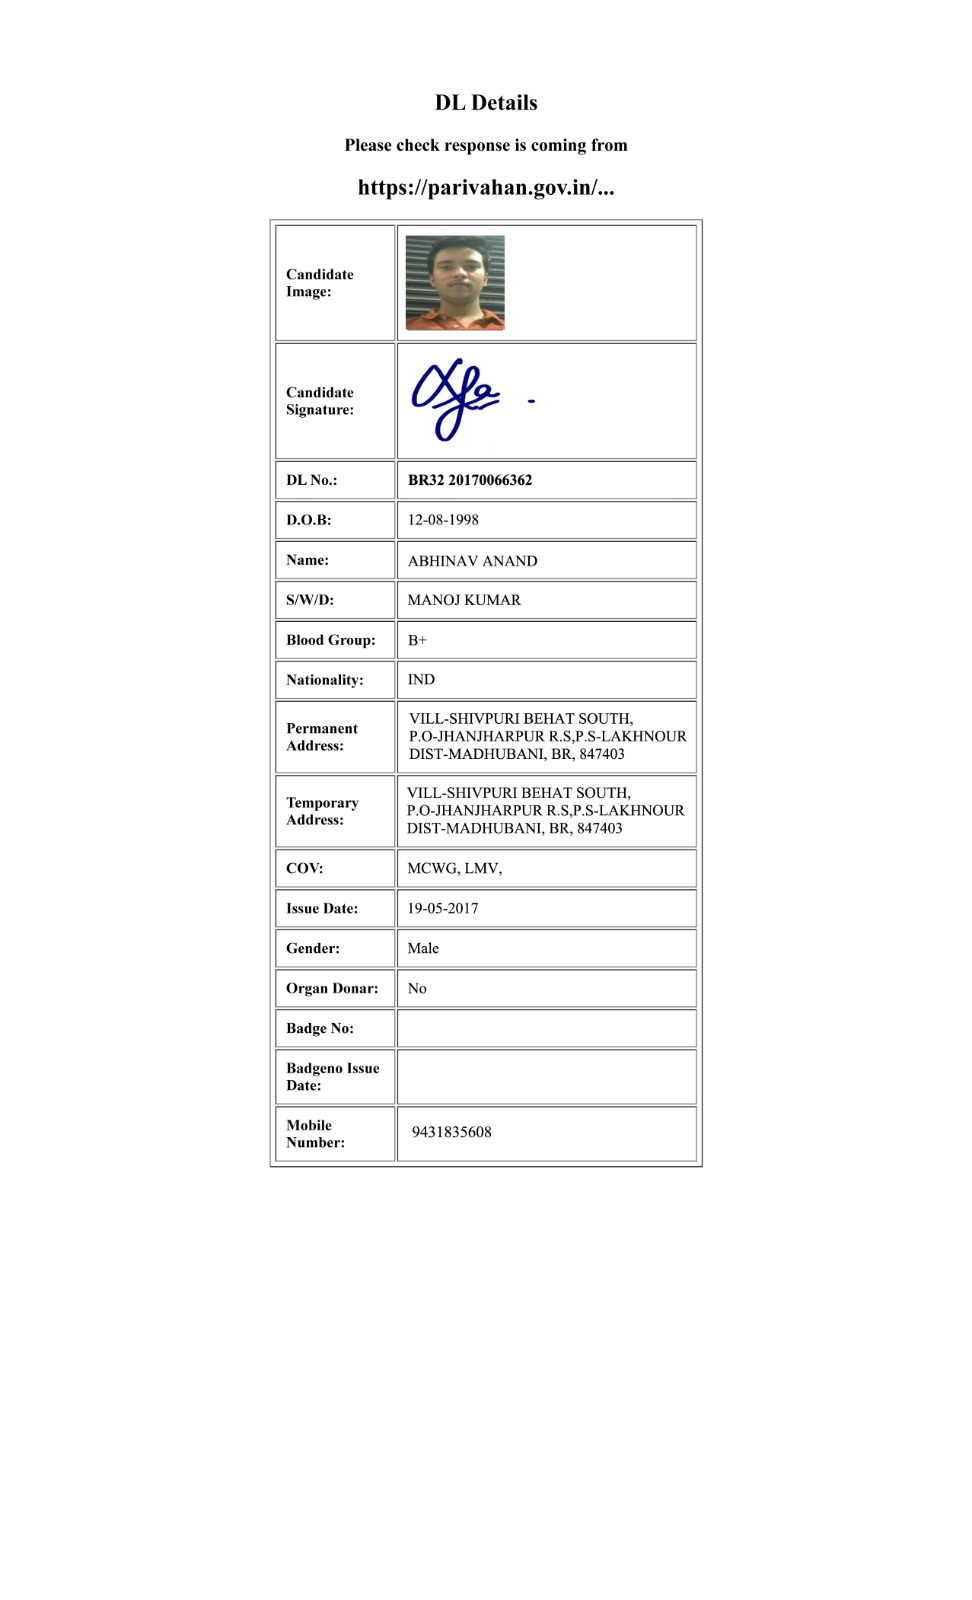 DL Details
Please check response is coming from
https://parivahan.gov.in/...
Candidate
Image:
Candidate
Signature:
DL No.: BR32 20170066362
D.O.B: 12-08-1998
Name: ABHINAV ANAND
S/W/D: MANOJ KUMAR
Blood Group: B+
Nationality: IND
Permanent
Address:
VILL-SHIVPURI BEHAT SOUTH,
P.O-JHANJHARPUR R.S,P.S-LAKHNOUR
DIST-MADHUBANI, BR, 847403
Temporary
Address:
VILL-SHIVPURI BEHAT SOUTH,
P.O-JHANJHARPUR R.S,P.S-LAKHNOUR
DIST-MADHUBANI, BR, 847403
COV: MCWG, LMV,
Issue Date: 19-05-2017
Gender: Male
Organ Donar: No
Badge No:
Badgeno Issue
Date:
Mobile
Number:
9431835608